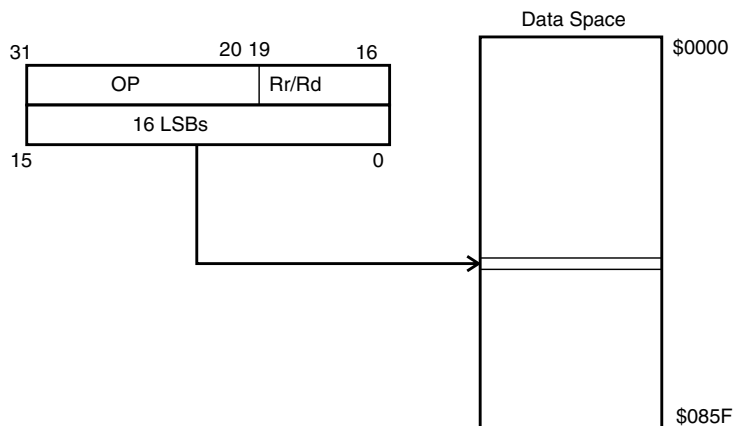 Data Space
31
20 19
16
$0000
OP
Rr/Rd
16 LSBs
15
0
$085F